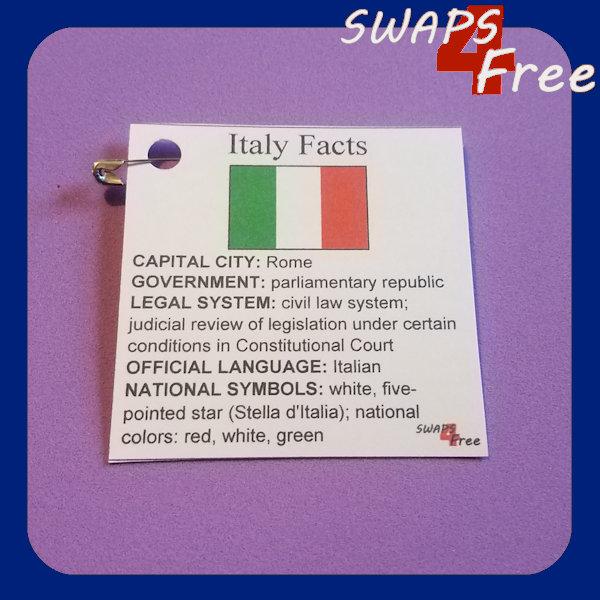 SWAPS
4
Free
Italy Facts
CAPITAL CITY: Rome
GOVERNMENT: parliamentary republic
LEGAL SYSTEM: civil law system;
judicial review of legislation under certain
conditions in Constitutional Court
OFFICIAL LANGUAGE: Italian
NATIONAL SYMBOLS: white, five-
pointed star (Stella d'Italia); national
colors: red, white, green
SWAPS
4
Free